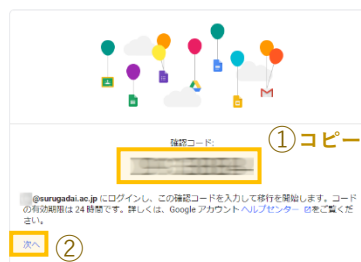 確認コード:
①コピー
@surugadai.ac.jp にログインし、この確認コードを入力して移行を開始します。コード
の有効期限は 24 時間です。詳しくは、Google アカウント ヘルプセンター をご覧くだ
さい。
次へ ②